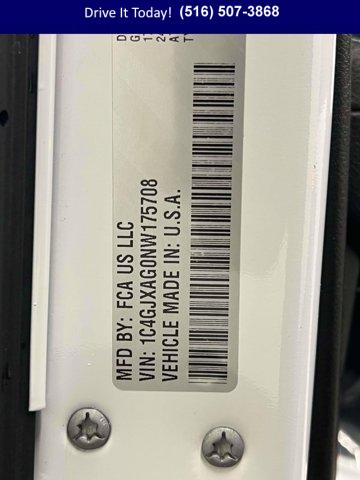 Drive It Today! (516) 507-3868
MFD BY: FCA US LLC
VIN: 1C4GJXAG0NW175708
VEHICLE MADE IN: U.S.A.